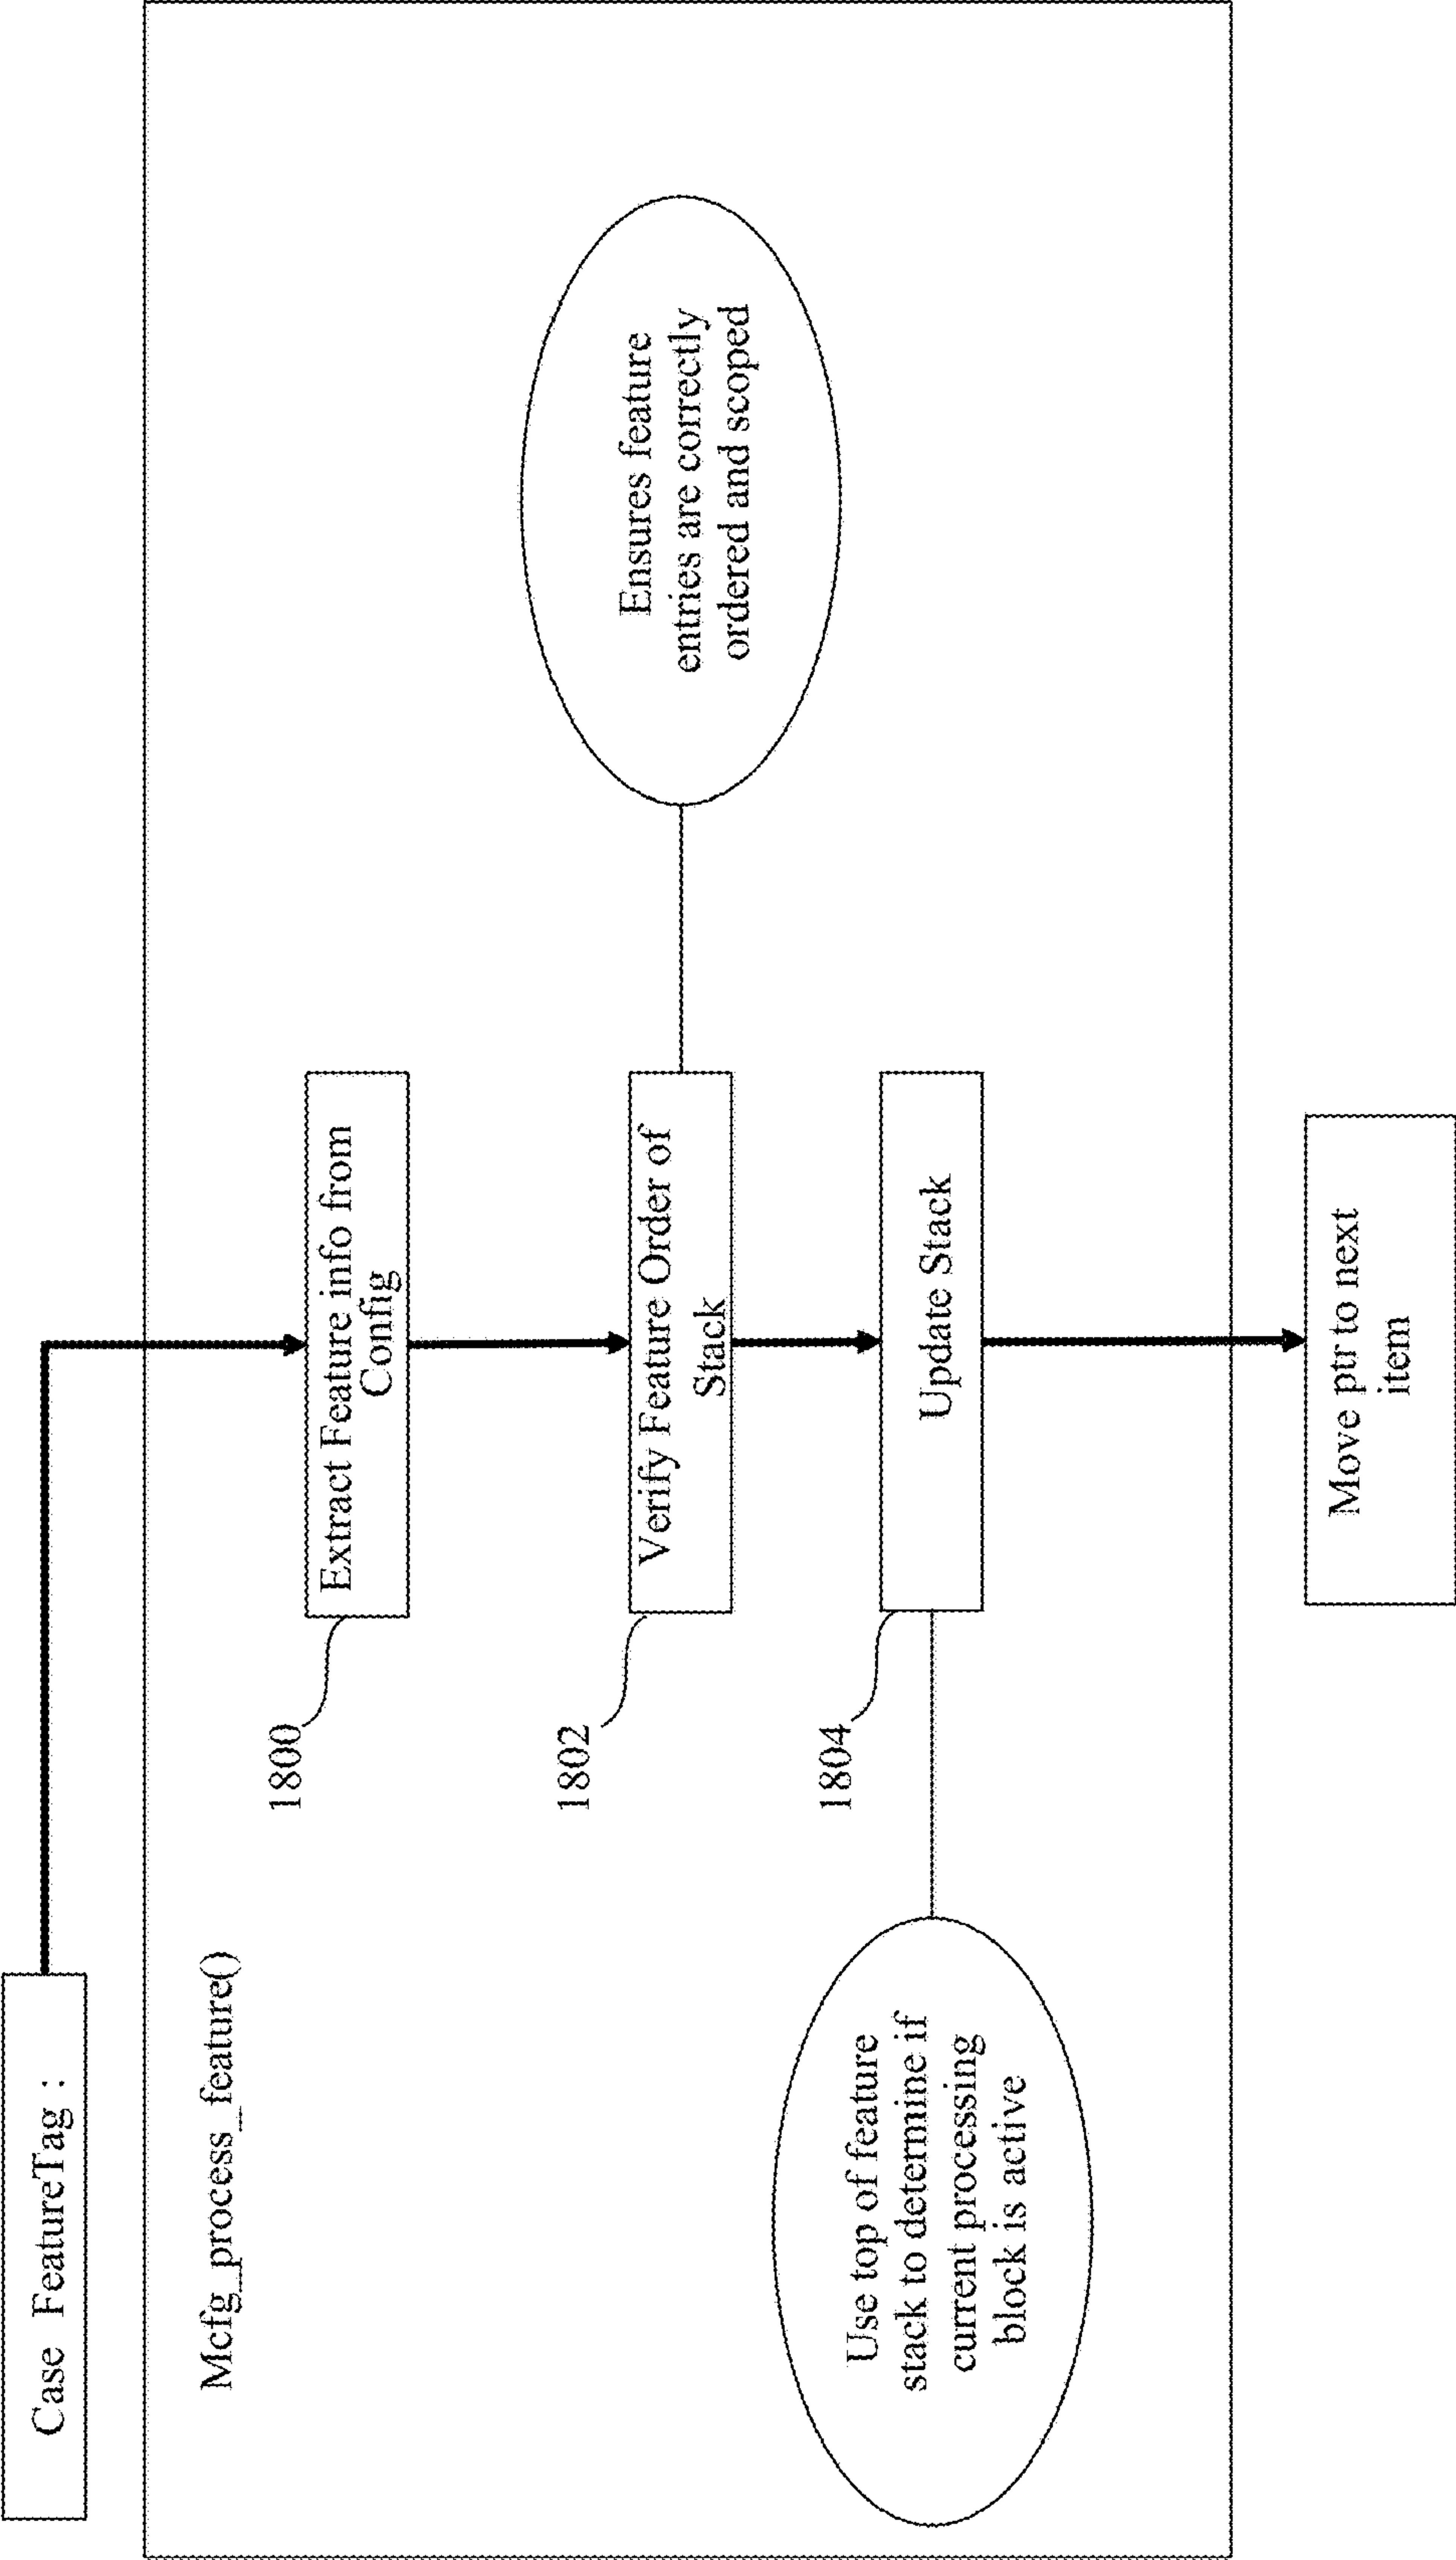 Case FeatureTag :
Mcfg_process_feature()
1800
Extract Feature info from
Config
1802
Verify Feature Order of
Stack
Ensures feature
entries are correctly
ordered and scoped
1804
Update Stack
Use top of feature
stack to determine if
current processing
block is active
Move ptr to next
item